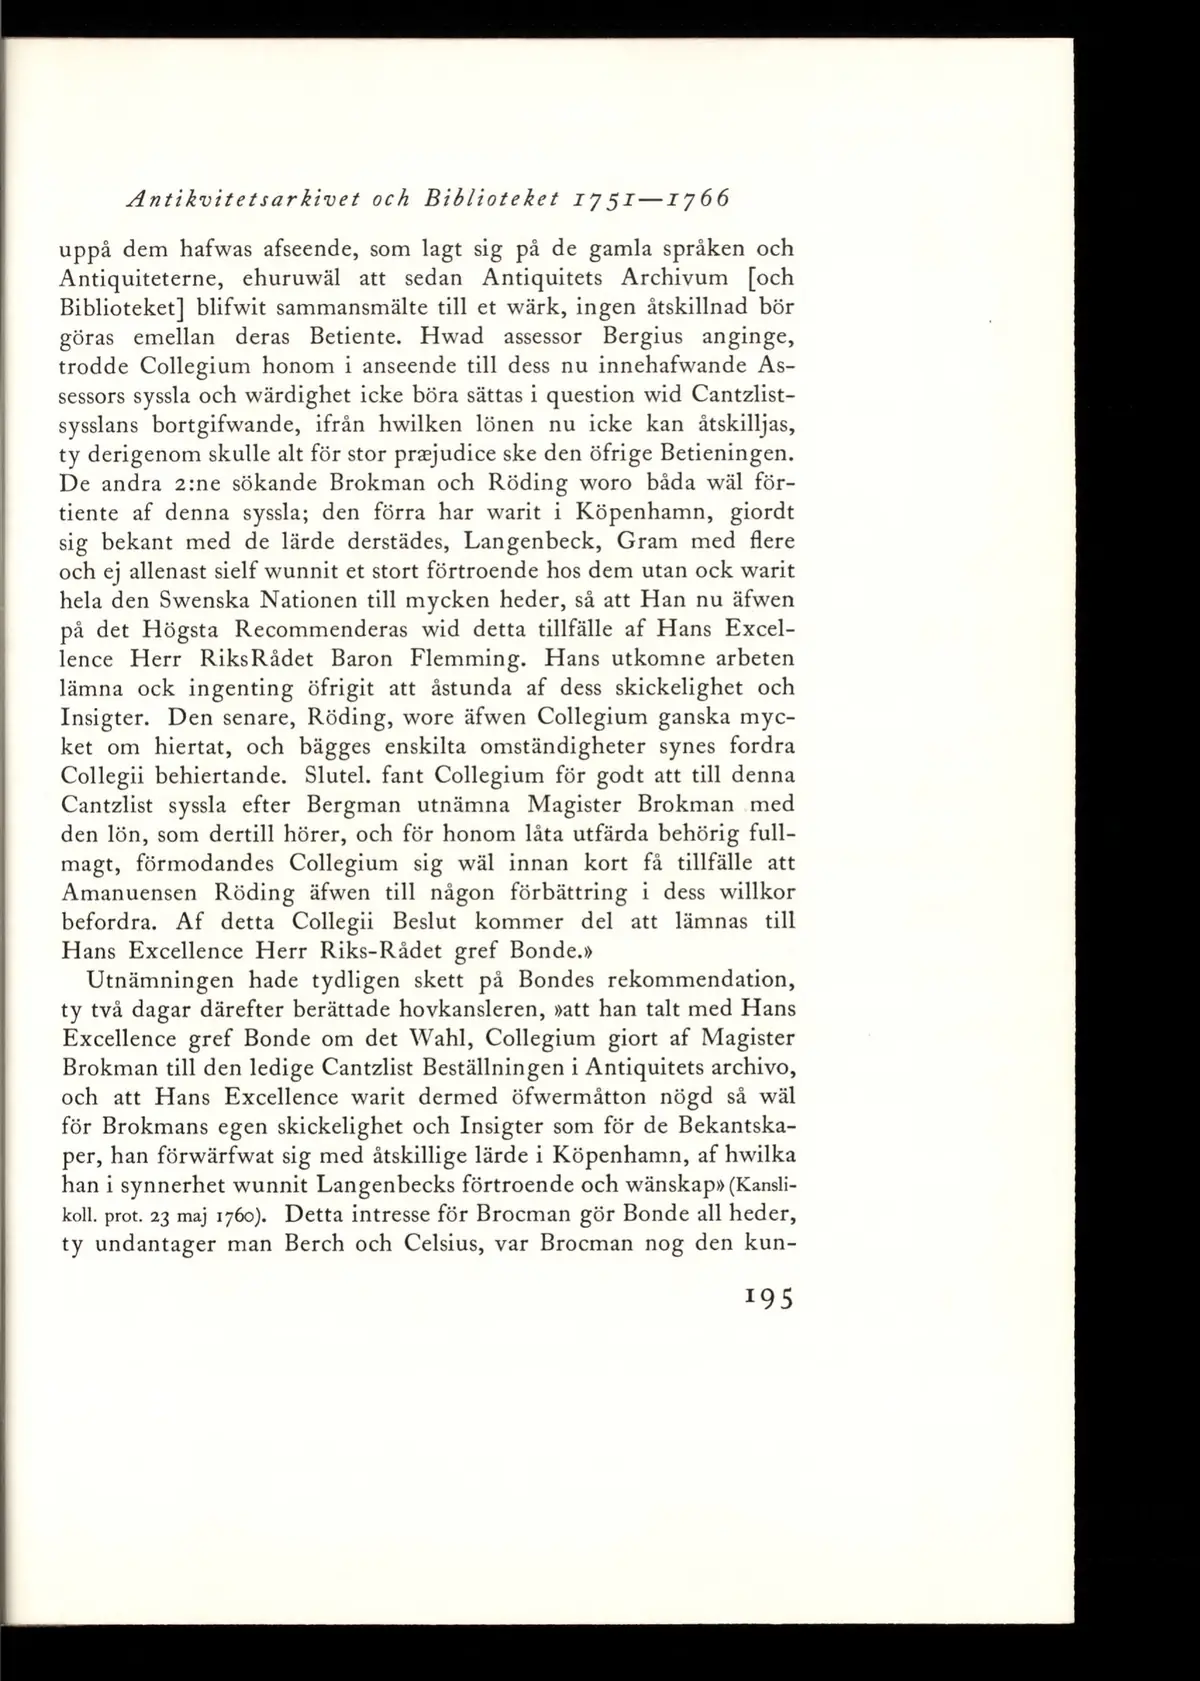 Antikvitetsarkivet och Biblioteket 1751—1766
uppå dem hafwas afseende, som lagt sig på de gamla språken och
Antiquiteterne, ehuruwäl att sedan Antiquitets Archivum [och
Biblioteket] blifwit sammansmälte till et wärk, ingen åtskillnad bör
göras emellan deras Betiente. Hwad assessor Bergius anginge,
trodde Collegium honom i anseende till dess nu innehafwande As-
sessors syssla och wärdighet icke böra sättas i question wid Cantzlist-
sysslans bortgifwande, ifrån hwilken lönen nu icke kan åtskilljas,
ty derigenom skulle alt för stor præjudice ske den öfrige Betieningen.
De andra 2:ne sökande Brokman och Röding woro båda wäl för-
tiente af denna syssla; den förra har warit i Köpenhamn, giordt
sig bekant med de lärde derstädes, Langenbeck, Gram med flere
och ej allenast sielf wunnit et stort förtroende hos dem utan ock warit
hela den Swenska Nationen till mycken heder, så att Han nu äfwen
på det Högsta Recommenderas wid detta tillfälle af Hans Excel-
lence Herr RiksRådet Baron Flemming. Hans utkomne arbeten
lämna ock ingenting öfrigit att åstunda af dess skickelighet och
Insigter. Den senare, Röding, wore äfwen Collegium ganska myc-
ket om hiertat, och bägges enskilta omständigheter synes fordra
Collegii behiertande. Slutel. fant Collegium för godt att till denna
Cantzlist syssla efter Bergman utnämna Magister Brokman med
den lön, som dertill hörer, och för honom låta utfärda behörig full-
magt, förmodandes Collegium sig wäl innan kort få tillfälle att
Amanuensen Röding äfwen till någon förbättring i dess willkor
befordra. Af detta Collegii Beslut kommer del att lämnas till
Hans Excellence Herr Riks-Rådet gref Bonde.»
Utnämningen hade tydligen skett på Bondes rekommendation,
ty två dagar därefter berättade hovkansleren, »att han talt med Hans
Excellence gref Bonde om det Wahl, Collegium giort af Magister
Brokman till den ledige Cantzlist Beställningen i Antiquitets archivo,
och att Hans Excellence warit dermed öfwermåtton nögd så wäl
för Brokmans egen skickelighet och Insigter som för de Bekantska-
per, han förwärfwat sig med åtskillige lärde i Köpenhamn, af hwilka
han i synnerhet wunnit Langenbecks förtroende och wänskap» (Kansli-
koll. prot. 23 maj 1760). Detta intresse för Brocman gör Bonde all heder,
ty undantager man Berch och Celsius, var Brocman nog den kun-
195